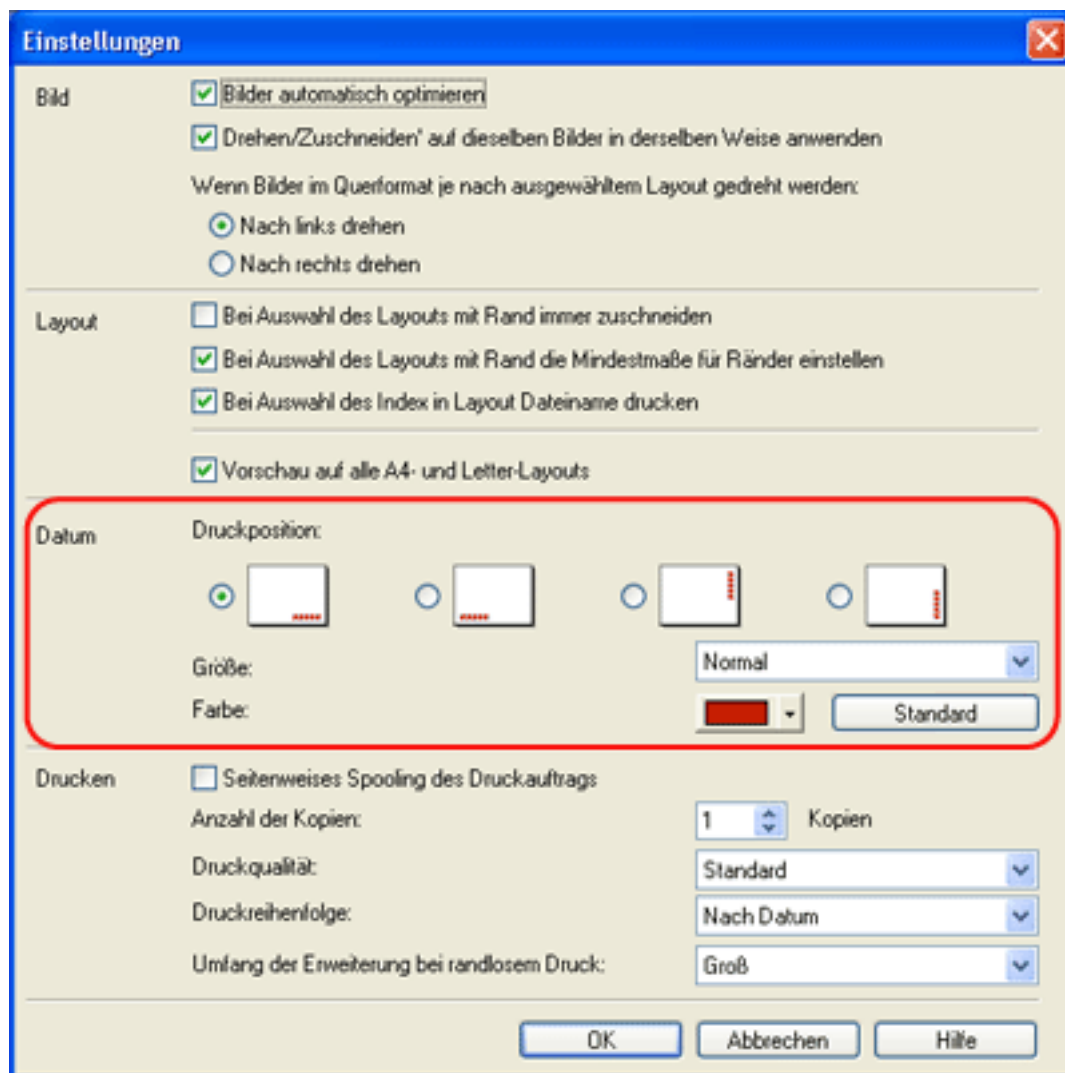 Einstellungen
Bild
Bilder automatisch optimieren
Drehen/Zuschneiden' auf dieselben Bilder in derselben Weise anwenden
Wenn Bilder im Querformat je nach ausgewähltem Layout gedreht werden:
Nach links drehen
Nach rechts drehen
Layout
Bei Auswahl des Layouts mit Rand immer zuschneiden
Bei Auswahl des Layouts mit Rand die Mindestmaße für Ränder einstellen
Bei Auswahl des Index in Layout Dateiname drucken
Vorschau auf alle A4- und Letter-Layouts
Datum
Druckposition:
Größe: Normal
Farbe: Standard
Drucken
Seitenweises Spooling des Druckauftrags
Anzahl der Kopien: 1 Kopien
Druckqualität: Standard
Druckreihenfolge: Nach Datum
Umfang der Erweiterung bei randlosem Druck: Groß
OK Abbrechen Hilfe